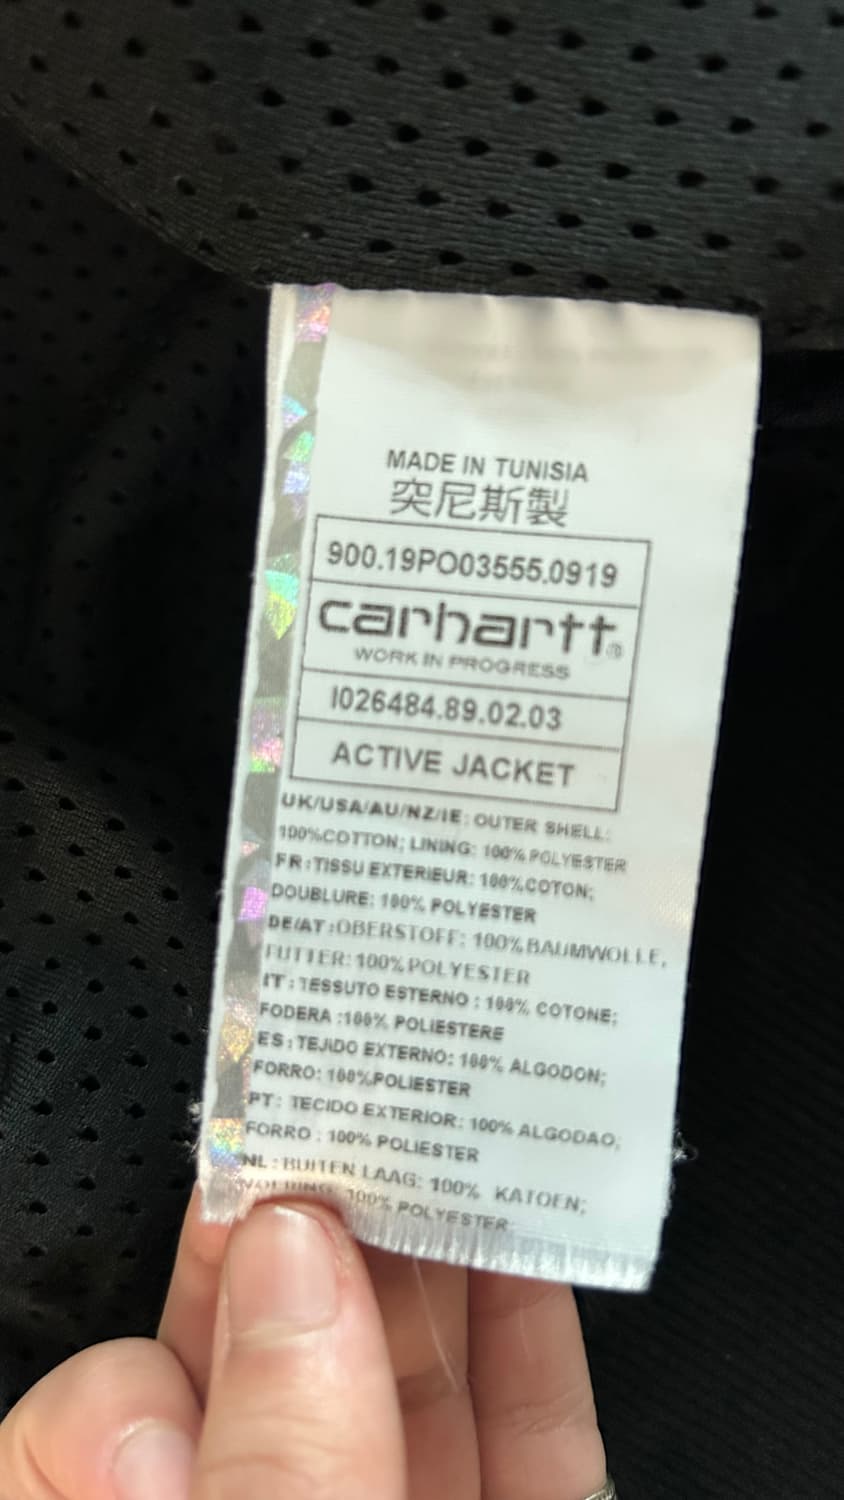 MADE IN TUNISIA
突尼斯製
900.19PO03555.0919
carhartt®
WORK IN PROGRESS
I026484.89.02.03
ACTIVE JACKET
UK/USA/AU/NZ/IE: OUTER SHELL:
100%COTTON; LINING: 100% POLYESTER
FR:TISSU EXTERIEUR: 100%COTON;
DOUBLURE: 100% POLYESTER
DE/AT:OBERSTOFF: 100%BAUMWOLLE,
FUTTER:100%POLYESTER
IT: TESSUTO ESTERNO: 100% COTONE;
FODERA :100% POLIESTERE
ES: TEJIDO EXTERNO: 100% ALGODON;
FORRO: 100%POLIESTER
PT: TECIDO EXTERIOR: 100% ALGODAO;
FORRO : 100% POLIESTER
NL:BUITEN LAAG: 100% KATOEN;
100% POLYESTER